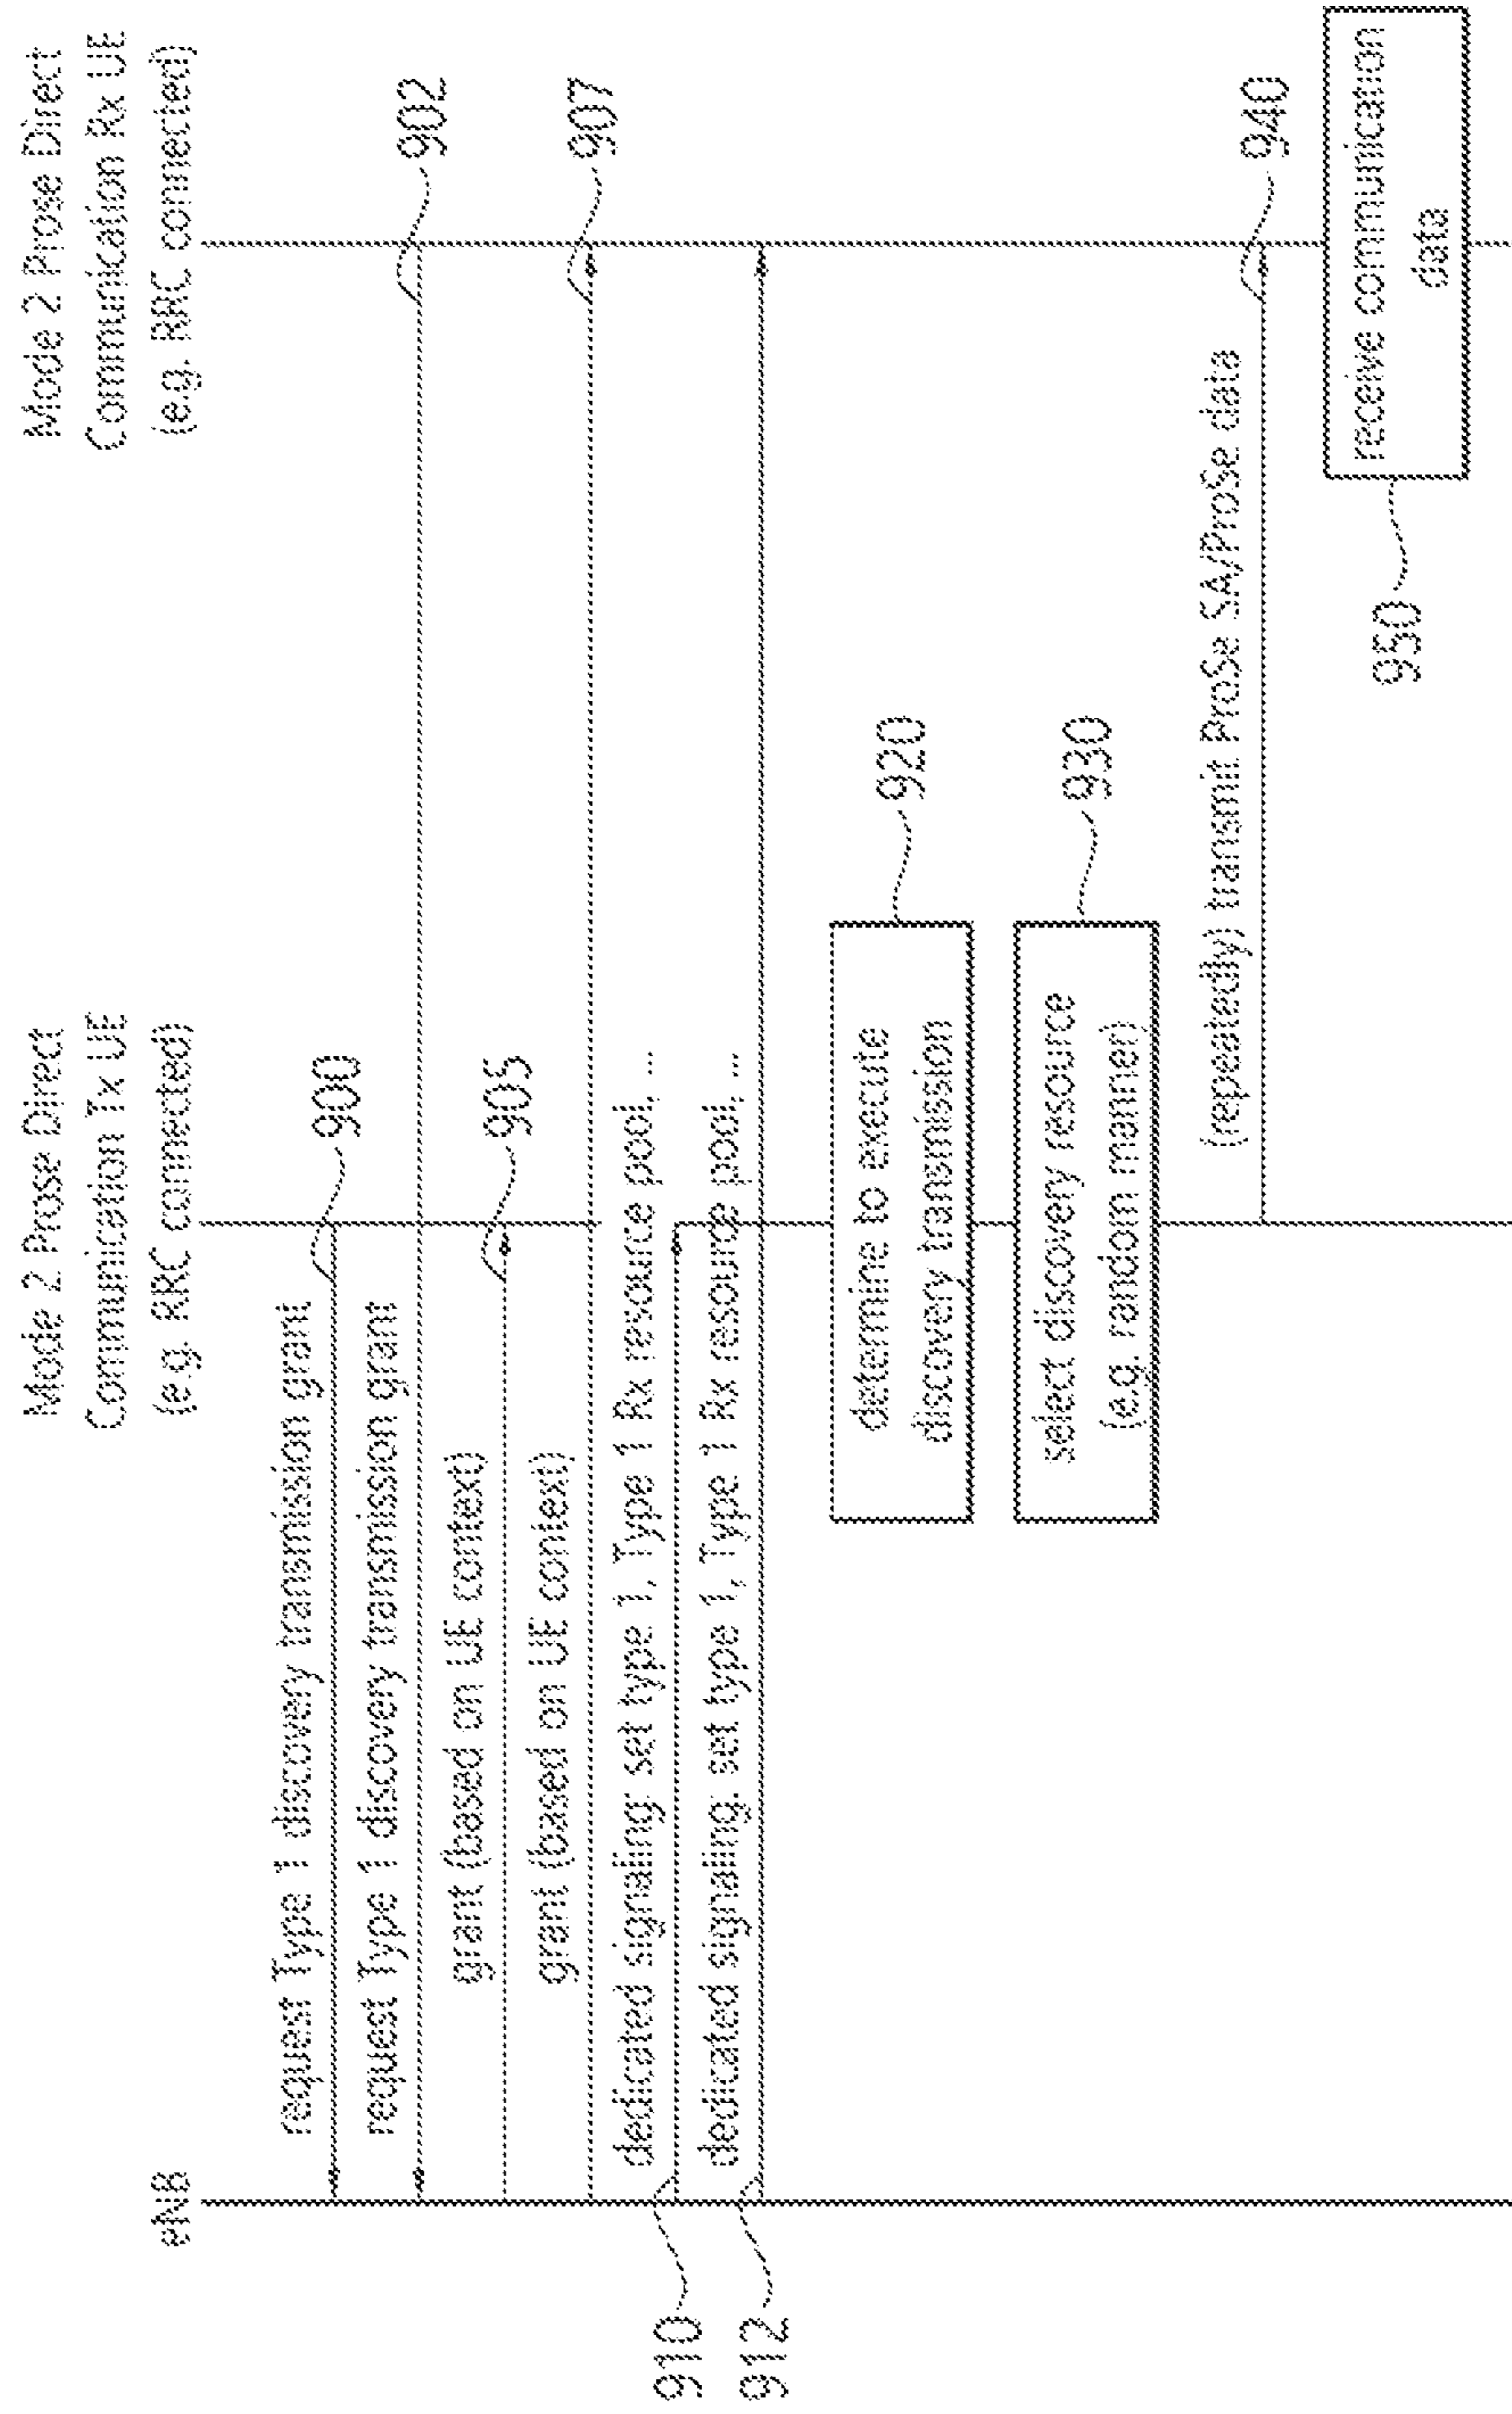 eNB
Mode 2 Prose Direct
Communication Tx UE
(e.g. RRC connected)
Mode 2 Prose Direct
Communication Rx UE
(e.g. RRC connected)
request Type 1 discovery transmission grant
900
request Type 1 discovery transmission grant
902
grant (based on UE context)
905
grant (based on UE context)
907
910
dedicated signaling: set type 1, Type 1 Rx resource pool, ...
912
dedicated signaling: set type 1, Type 1 Rx resource pool, ...
determine to execute
discovery transmission
920
select discovery resource
(e.g. random manner)
930
(repeatedly) transmit ProSe SA/ProSe data
940
receive communication
data
950